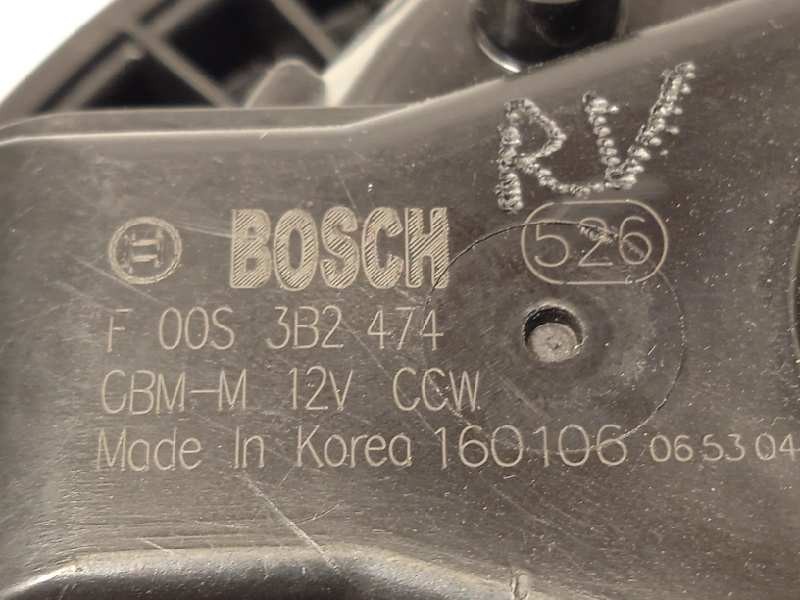 RV
BOSCH 526
F 00S 3B2 474
CBM-M 12V CCW
Made In Korea 160106 06 53 04